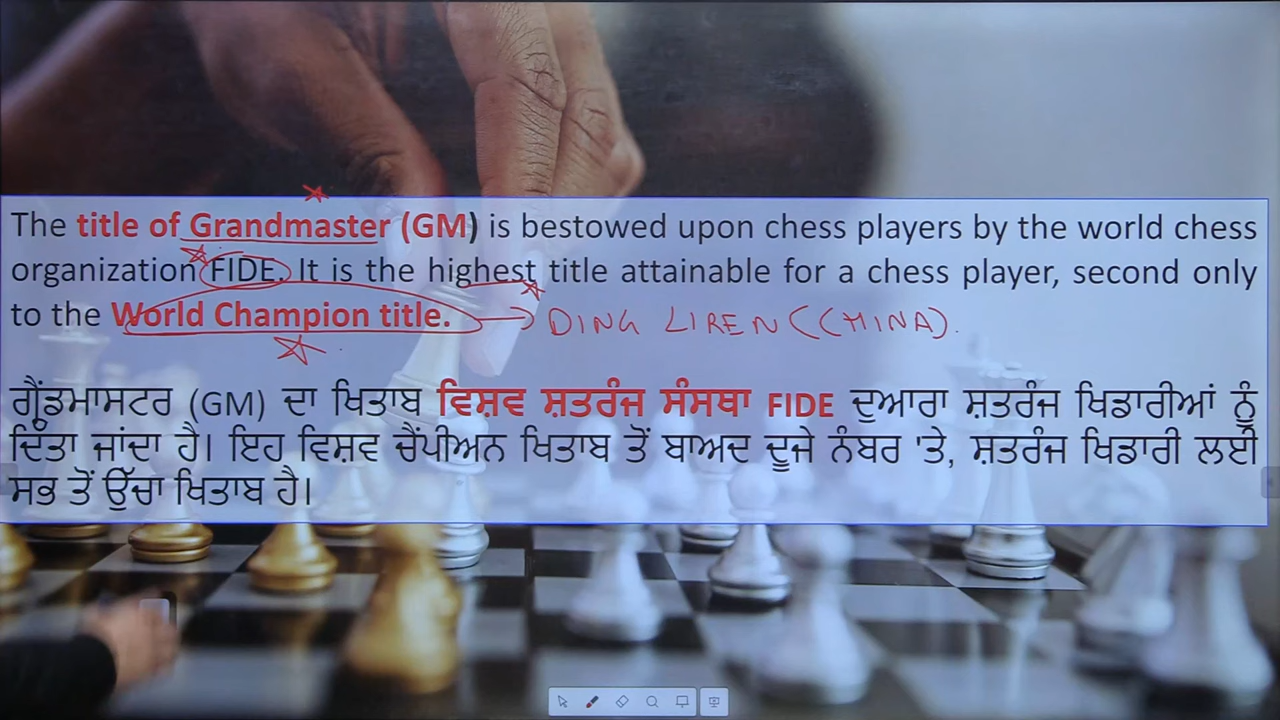 The title of Grandmaster (GM) is bestowed upon chess players by the world chess
organization FIDE. It is the highest title attainable for a chess player, second only
to the World Champion title. → DING LIREN (CHINA).
ਗ੍ਰੈਂਡਮਾਸਟਰ (GM) ਦਾ ਖਿਤਾਬ ਵਿਸ਼ਵ ਸ਼ਤਰੰਜ ਸੰਸਥਾ FIDE ਦੁਆਰਾ ਸ਼ਤਰੰਜ ਖਿਡਾਰੀਆਂ ਨੂੰ
ਦਿੱਤਾ ਜਾਂਦਾ ਹੈ। ਇਹ ਵਿਸ਼ਵ ਚੈਂਪੀਅਨ ਖਿਤਾਬ ਤੋਂ ਬਾਅਦ ਦੂਜੇ ਨੰਬਰ 'ਤੇ, ਸ਼ਤਰੰਜ ਖਿਡਾਰੀ ਲਈ
ਸਭ ਤੋਂ ਉੱਚਾ ਖਿਤਾਬ ਹੈ।